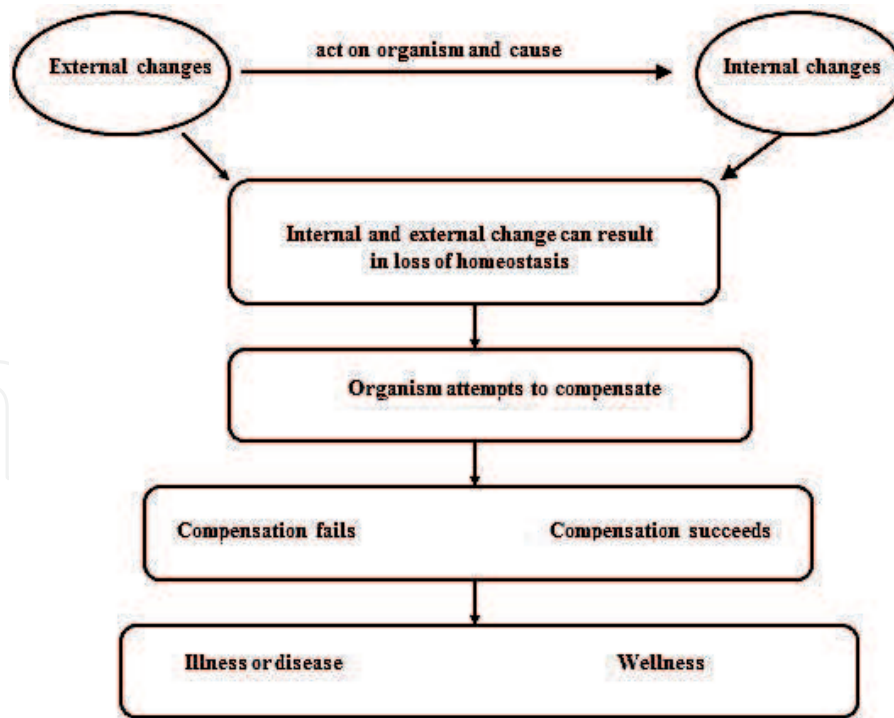 External changes
act on organism and cause
Internal changes
Internal and external change can result
in loss of homeostasis
Organism attempts to compensate
Compensation fails
Compensation succeeds
Illness or disease
Wellness